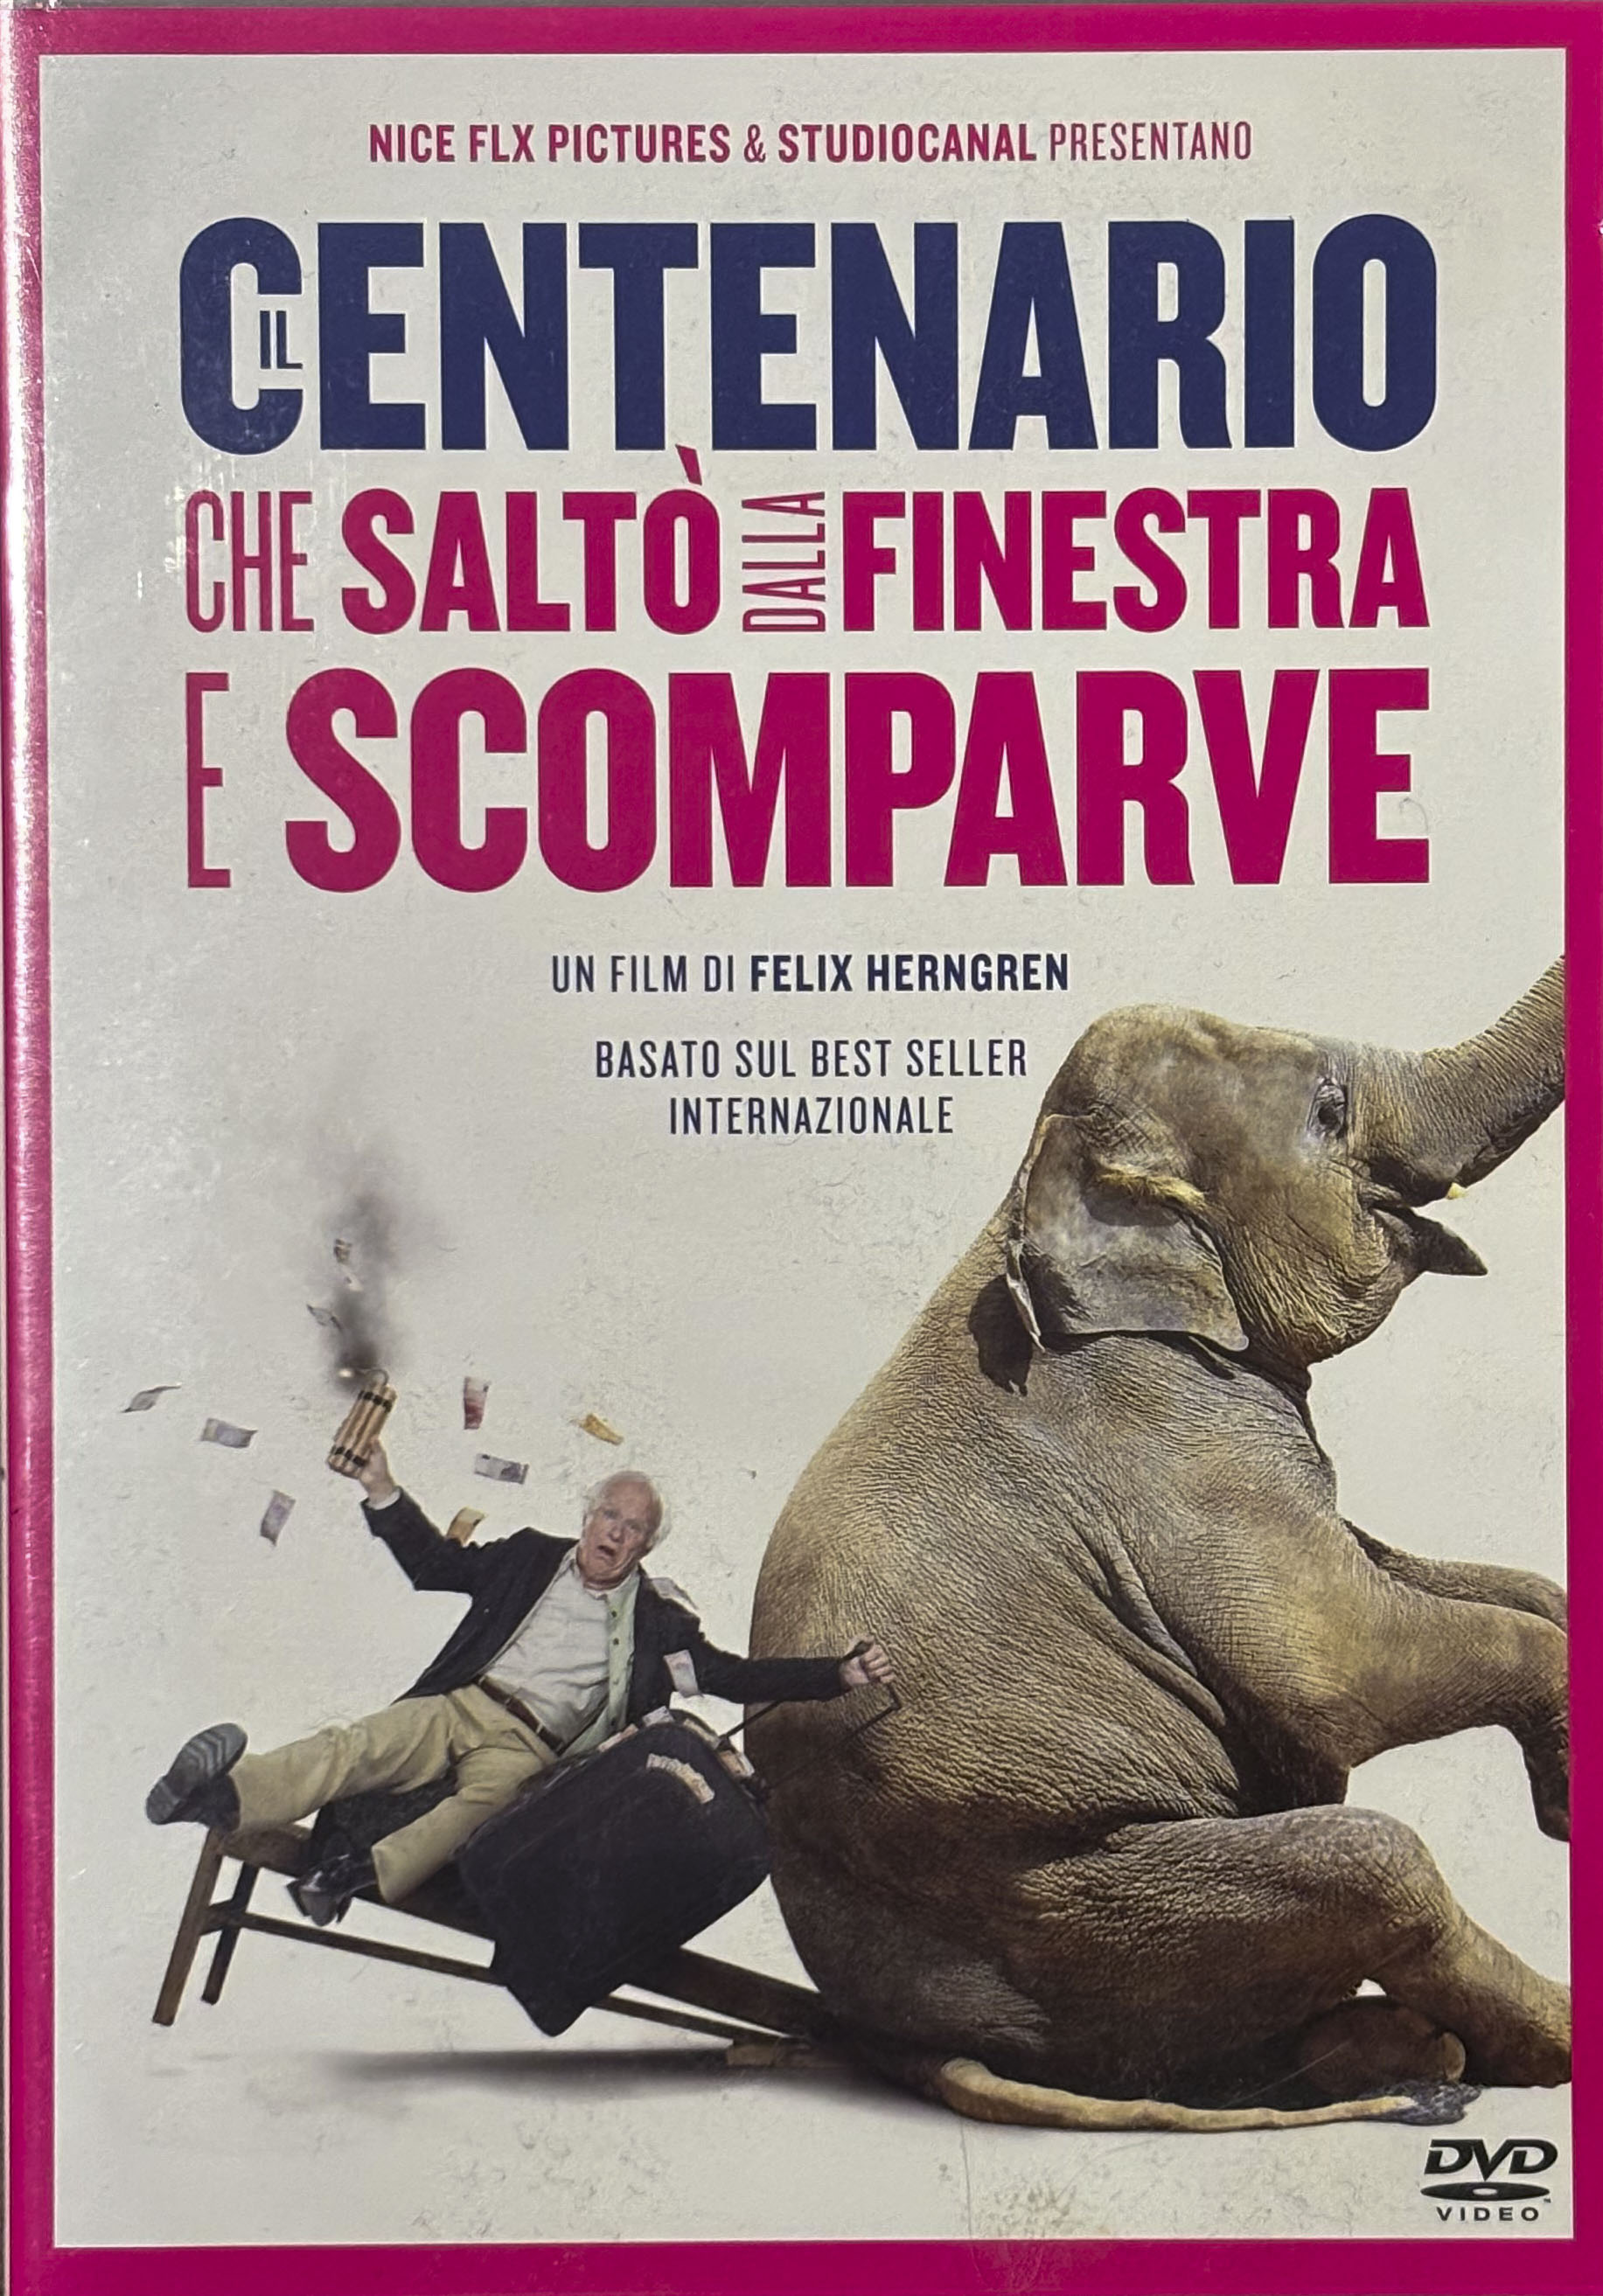 NICE FLX PICTURES & STUDIOCANAL PRESENTANO
IL CENTENARIO
CHE SALTÒ DALLA FINESTRA
E SCOMPARVE
UN FILM DI FELIX HERNGREN
BASATO SUL BEST SELLER
INTERNAZIONALE
DVD
VIDEO™